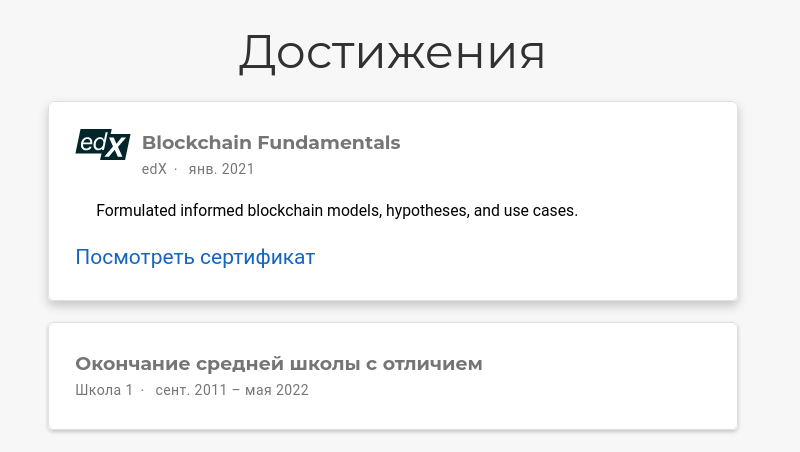 Достижения
edX
Blockchain Fundamentals
edX · янв. 2021
Formulated informed blockchain models, hypotheses, and use cases.
Посмотреть сертификат
Окончание средней школы с отличием
Школа 1 · сент. 2011 – мая 2022